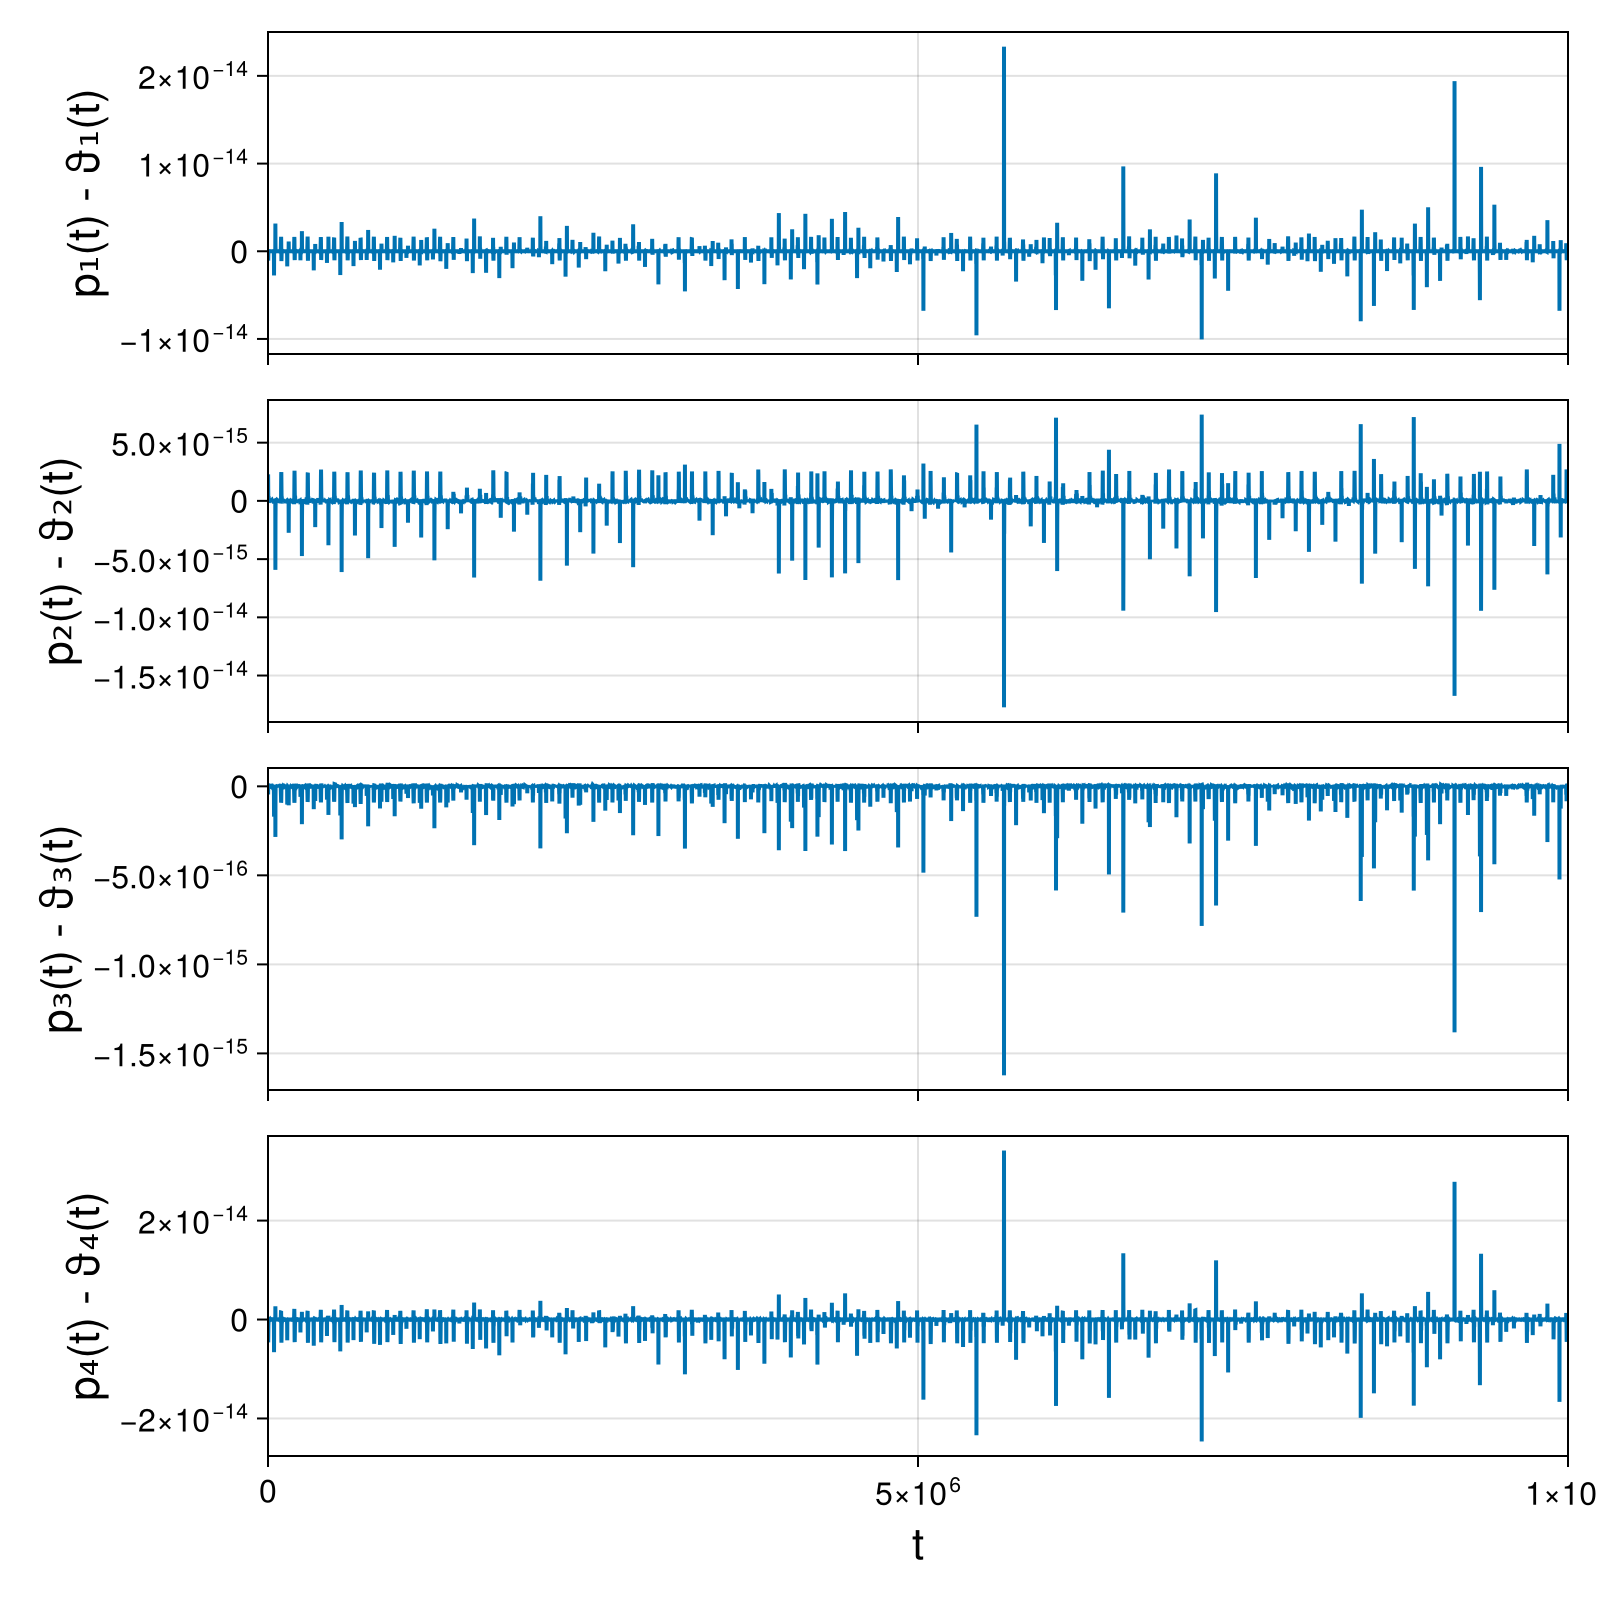 p₁(t) - ϑ₁(t)
2×10⁻¹⁴
1×10⁻¹⁴
0
−1×10⁻¹⁴
p₂(t) - ϑ₂(t)
5.0×10⁻¹⁵
0
−5.0×10⁻¹⁵
−1.0×10⁻¹⁴
−1.5×10⁻¹⁴
p₃(t) - ϑ₃(t)
0
−5.0×10⁻¹⁶
−1.0×10⁻¹⁵
−1.5×10⁻¹⁵
p₄(t) - ϑ₄(t)
2×10⁻¹⁴
0
−2×10⁻¹⁴
0 5×10⁶ 1×10
t